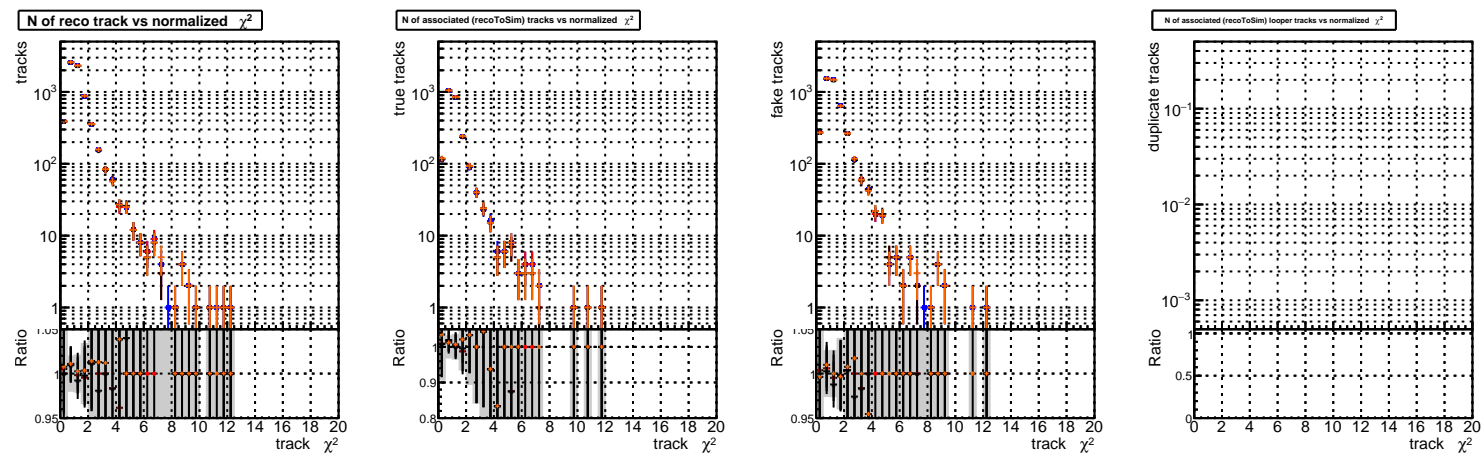 N of reco track vs normalized χ²
tracks
10³
10²
10
1
Ratio
1.05
1
0.95
0 2 4 6 8 10 12 14 16 18 20
track χ²
N of associated (recoToSim) tracks vs normalized χ²
true tracks
10³
10²
10
1
Ratio
1
0.9
0.8
0 2 4 6 8 10 12 14 16 18 20
track χ²
fake tracks
10³
10²
10
1
Ratio
1.05
1
0.95
0 2 4 6 8 10 12 14 16 18 20
track χ²
N of associated (recoToSim) looper tracks vs normalized χ²
duplicate tracks
10⁻¹
10⁻²
10⁻³
Ratio
1
0.5
0
0 2 4 6 8 10 12 14 16 18 20
track χ²